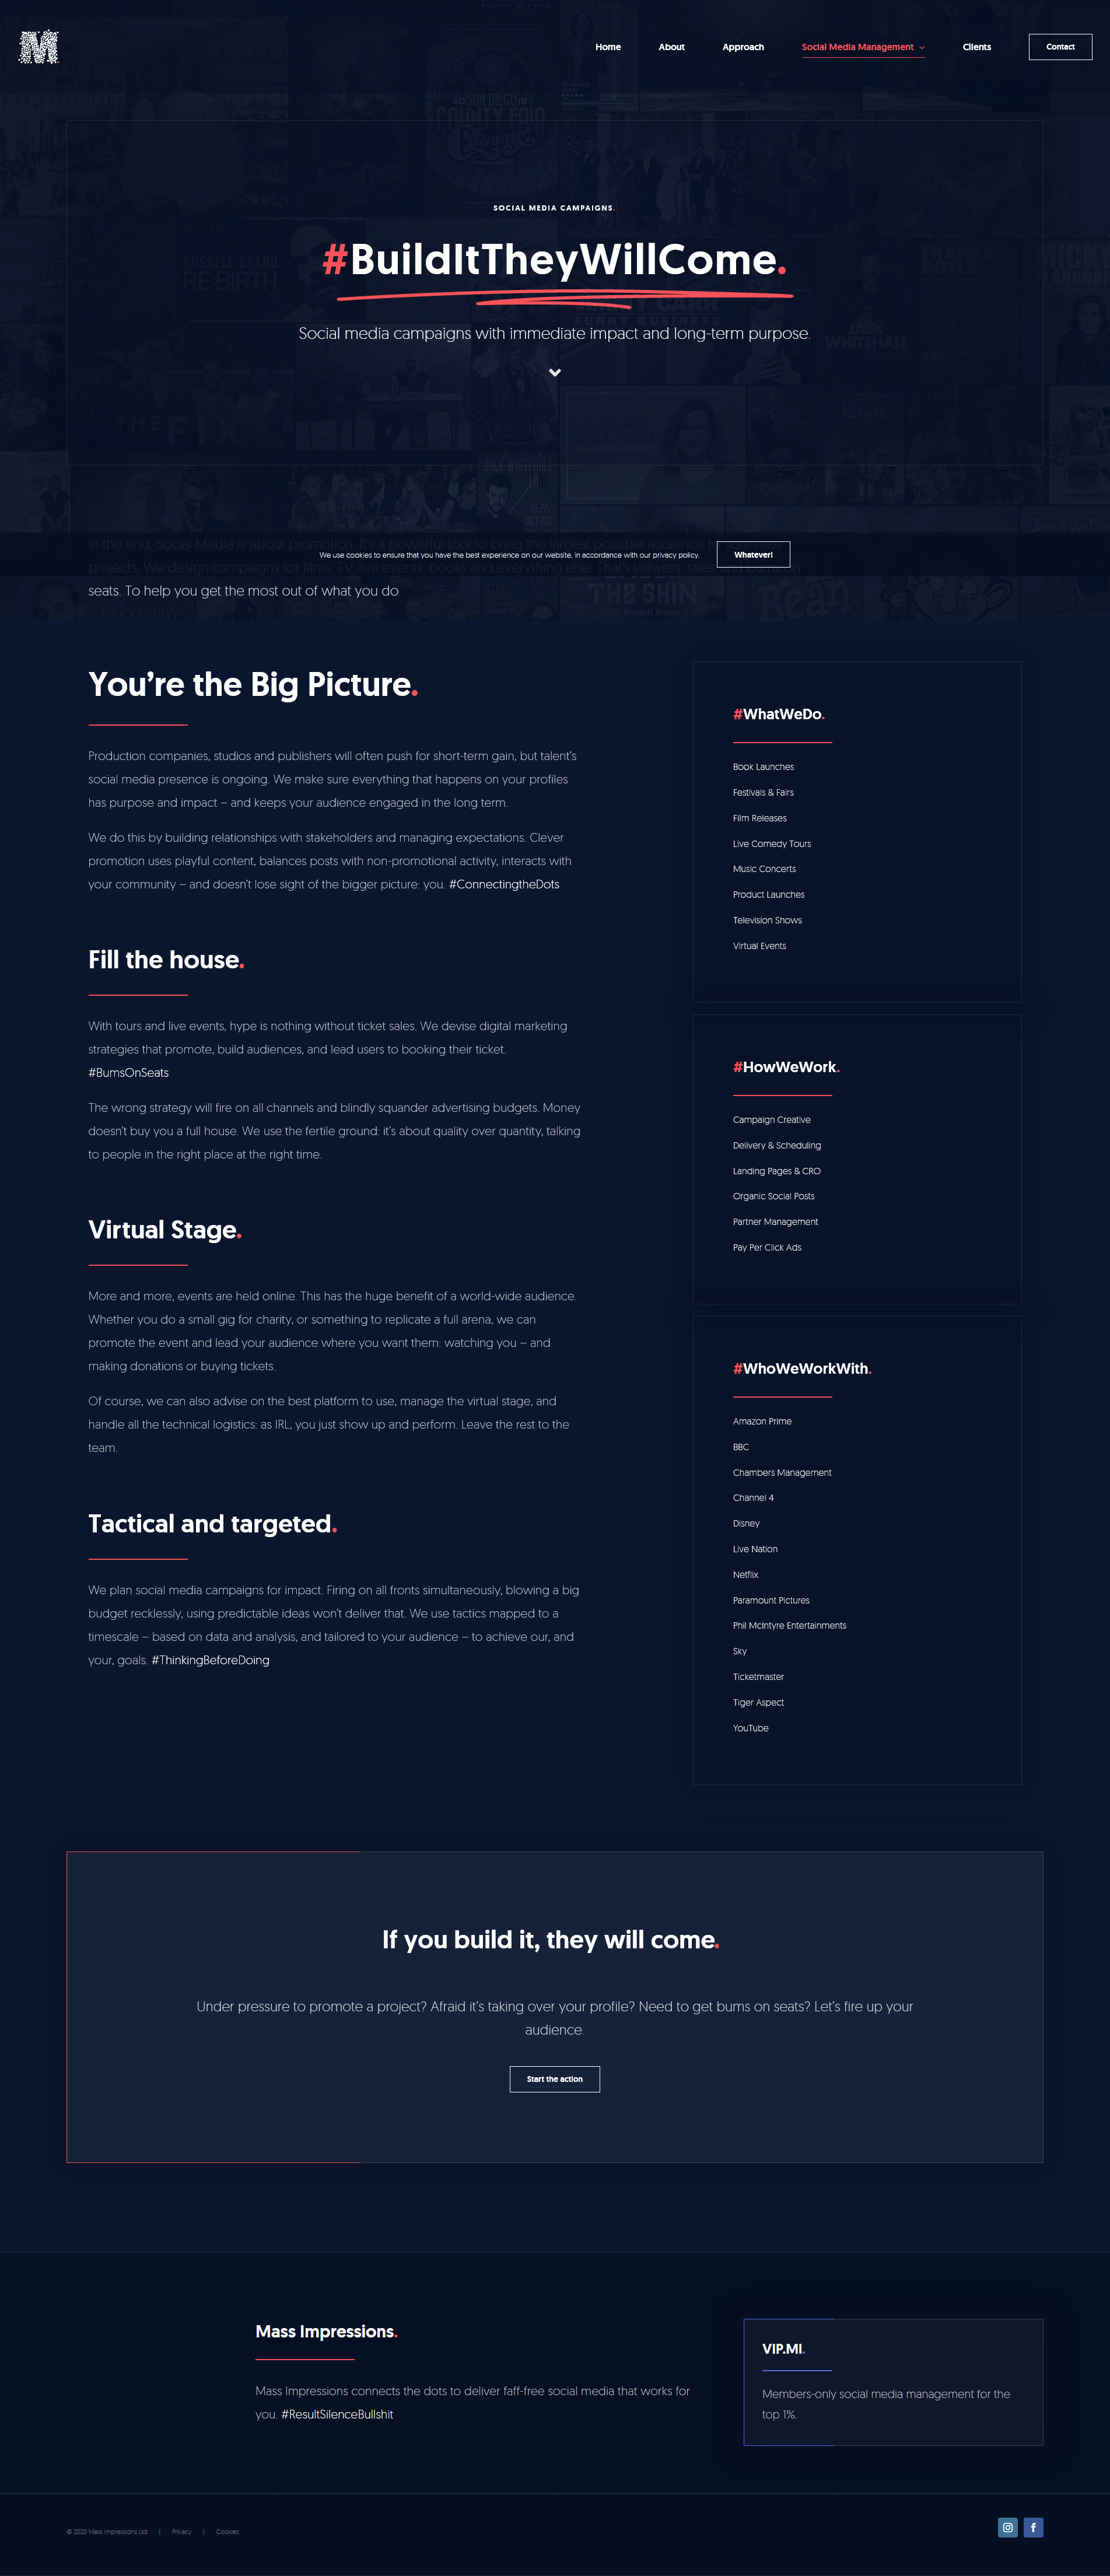 M.
Home
About
Approach
Social Media Management
Clients
Contact
SOCIAL MEDIA CAMPAIGNS.
#BuildItTheyWillCome.
Social media campaigns with immediate impact and long-term purpose.
In the end, Social Media is about promotion. It's a powerful tool to bring the largest possible audience to your new
projects. We design campaigns for films, TV, live events, books and everything else. That's viewers, sales and bums on
seats. To help you get the most out of what you do.
We use cookies to ensure that you have the best experience on our website, in accordance with our privacy policy.
Whatever!
You're the Big Picture.
Production companies, studios and publishers will often push for short-term gain, but talent's
social media presence is ongoing. We make sure everything that happens on your profiles
has purpose and impact – and keeps your audience engaged in the long term.
We do this by building relationships with stakeholders and managing expectations. Clever
promotion uses playful content, balances posts with non-promotional activity, interacts with
your community – and doesn't lose sight of the bigger picture: you. #ConnectingtheDots
Fill the house.
With tours and live events, hype is nothing without ticket sales. We devise digital marketing
strategies that promote, build audiences, and lead users to booking their ticket.
#BumsOnSeats
The wrong strategy will fire on all channels and blindly squander advertising budgets. Money
doesn't buy you a full house. We use the fertile ground: it's about quality over quantity, talking
to people in the right place at the right time.
Virtual Stage.
More and more, events are held online. This has the huge benefit of a world-wide audience.
Whether you do a small gig for charity, or something to replicate a full arena, we can
promote the event and lead your audience where you want them: watching you – and
making donations or buying tickets.
Of course, we can also advise on the best platform to use, manage the virtual stage, and
handle all the technical logistics: as IRL, you just show up and perform. Leave the rest to the
team.
Tactical and targeted.
We plan social media campaigns for impact. Firing on all fronts simultaneously, blowing a big
budget recklessly, using predictable ideas won't deliver that. We use tactics mapped to a
timescale – based on data and analysis, and tailored to your audience – to achieve our, and
your, goals. #ThinkingBeforeDoing
#WhatWeDo.
Book Launches
Festivals & Fairs
Film Releases
Live Comedy Tours
Music Concerts
Product Launches
Television Shows
Virtual Events
#HowWeWork.
Campaign Creative
Delivery & Scheduling
Landing Pages & CRO
Organic Social Posts
Partner Management
Pay Per Click Ads
#WhoWeWorkWith.
Amazon Prime
BBC
Chambers Management
Channel 4
Disney
Live Nation
Netflix
Paramount Pictures
Phil McIntyre Entertainments
Sky
Ticketmaster
Tiger Aspect
YouTube
If you build it, they will come.
Under pressure to promote a project? Afraid it's taking over your profile? Need to get bums on seats? Let's fire up your
audience.
Start the action
Mass Impressions.
Mass Impressions connects the dots to deliver faff-free social media that works for
you. #ResultSilenceBullshit
VIP.MI.
Members-only social media management for the
top 1%.
© 2020 Mass Impressions Ltd | Privacy | Cookies